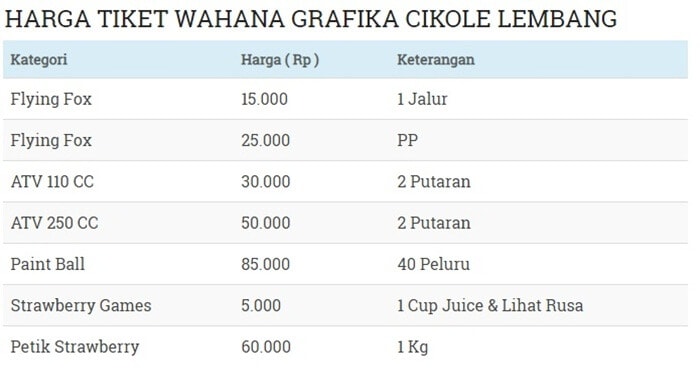 HARGA TIKET WAHANA GRAFIKA CIKOLE LEMBANG
Kategori Harga ( Rp ) Keterangan
Flying Fox 15.000 1 Jalur
Flying Fox 25.000 PP
ATV 110 CC 30.000 2 Putaran
ATV 250 CC 50.000 2 Putaran
Paint Ball 85.000 40 Peluru
Strawberry Games 5.000 1 Cup Juice & Lihat Rusa
Petik Strawberry 60.000 1 Kg